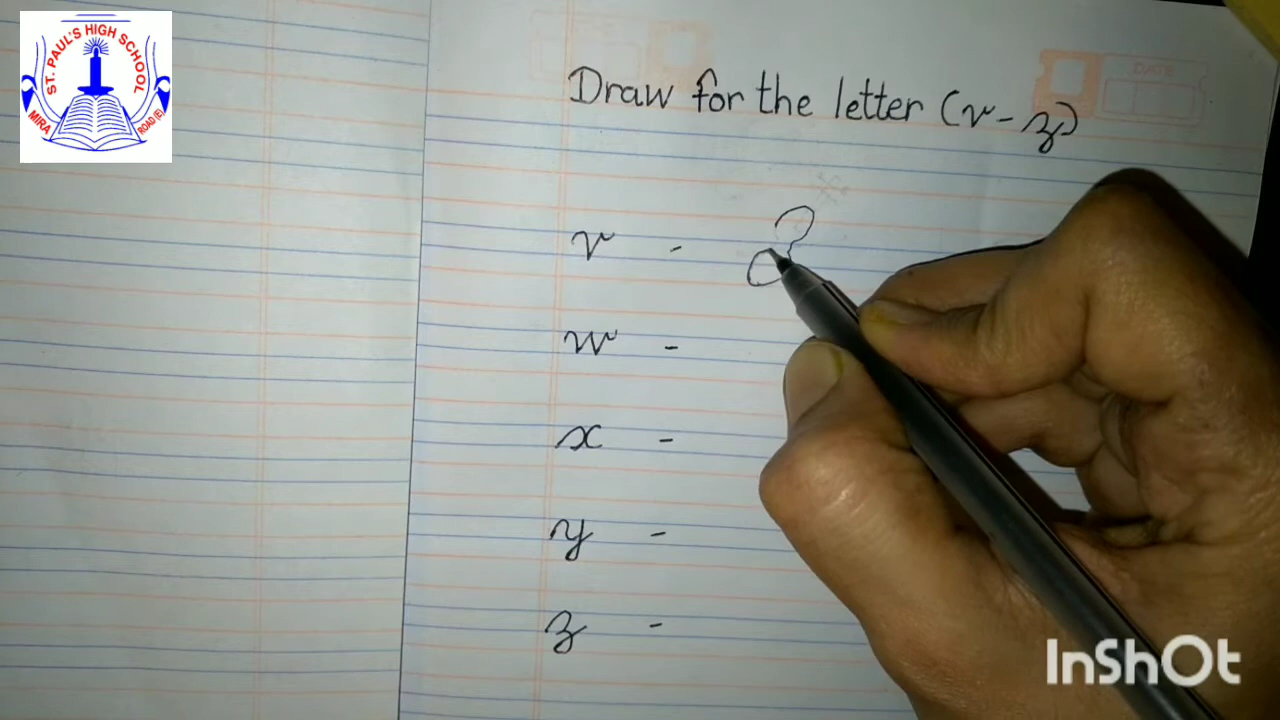 ST. PAUL'S HIGH SCHOOL
MIRA ROAD (E)
DATE
Draw for the letter (v-z)
v -
w -
x -
y -
z -
InShOt